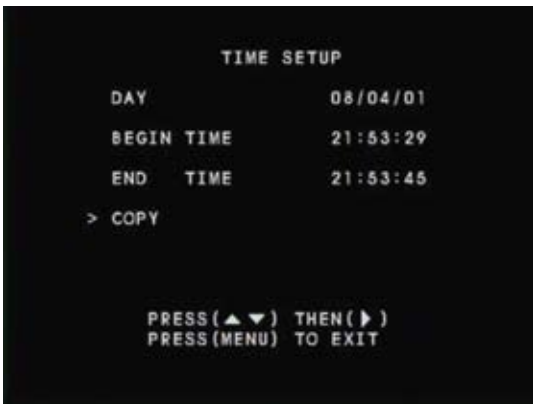 TIME SETUP
DAY 08/04/01
BEGIN TIME 21:53:29
END TIME 21:53:45
> COPY
PRESS(▲ ▼) THEN(▶)
PRESS(MENU) TO EXIT